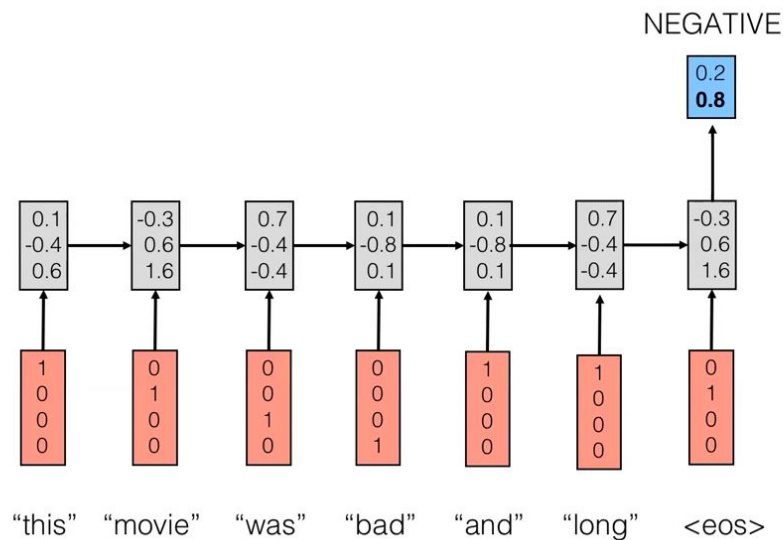 NEGATIVE
0.2
0.8
0.1 -0.3 0.7 0.1 0.1 0.7 -0.3
-0.4 0.6 -0.4 -0.8 -0.8 -0.4 0.6
0.6 1.6 -0.4 0.1 0.1 -0.4 1.6
1 0 0 0 1 1 0
0 1 0 0 0 0 1
0 0 1 0 0 0 0
0 0 0 1 0 0 0
“this” “movie” “was” “bad” “and” “long” <eos>